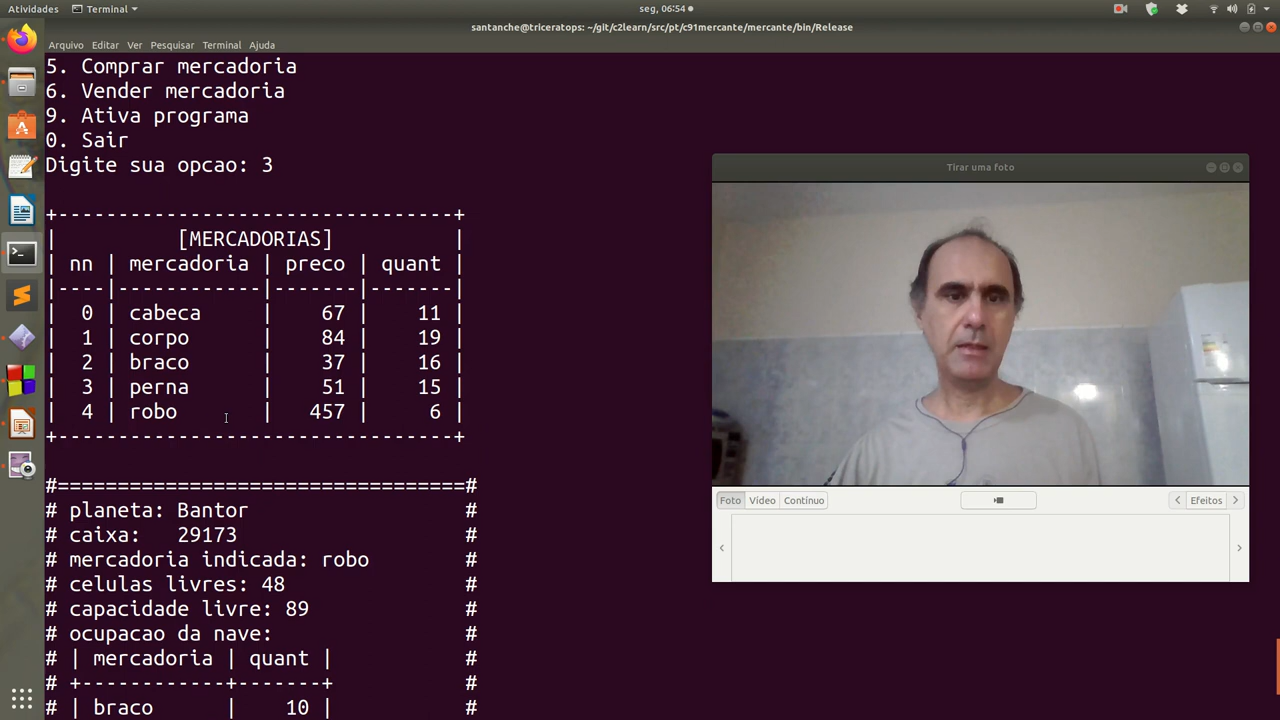 Atividades
Terminal
seg, 06:54
santanche@triceratops: ~/git/c2learn/src/pt/c91mercante/mercante/bin/Release
Arquivo Editar Ver Pesquisar Terminal Ajuda
5. Comprar mercadoria
6. Vender mercadoria
9. Ativa programa
0. Sair
Digite sua opcao: 3
+---------------------------------+
|          [MERCADORIAS]          |
| nn | mercadoria | preco | quant |
|----|------------|-------|-------|
|  0 | cabeca     |    67 |    11 |
|  1 | corpo      |    84 |    19 |
|  2 | braco      |    37 |    16 |
|  3 | perna      |    51 |    15 |
|  4 | robo       |   457 |     6 |
+---------------------------------+
#==================================#
# planeta: Bantor                  #
# caixa:   29173                   #
# mercadoria indicada: robo        #
# celulas livres: 48               #
# capacidade livre: 89             #
# ocupacao da nave:                #
# | mercadoria | quant |           #
# +------------+-------+           #
# | braco      |    10 |           #
Tirar uma foto
Foto Vídeo Contínuo
Efeitos